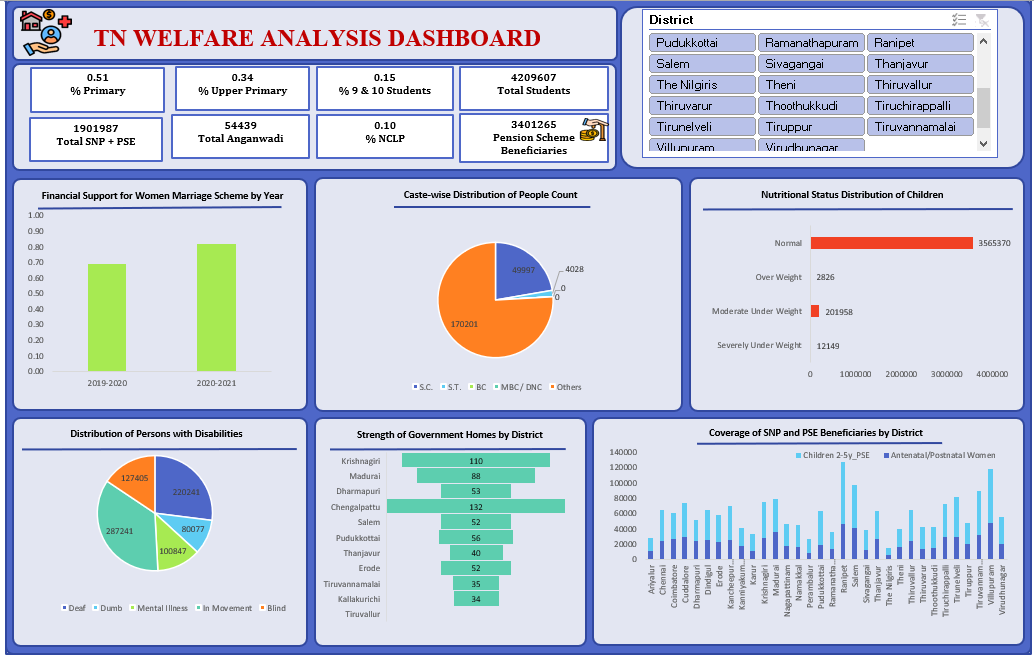 TN WELFARE ANALYSIS DASHBOARD
District
Pudukkottai Ramanathapuram Ranipet
Salem Sivagangai Thanjavur
The Nilgiris Theni Thiruvallur
Thiruvarur Thoothukkudi Tiruchirappalli
Tirunelveli Tiruppur Tiruvannamalai
Villupuram Virudhunagar
0.51
% Primary
0.34
% Upper Primary
0.15
% 9 & 10 Students
4209607
Total Students
1901987
Total SNP + PSE
54439
Total Anganwadi
0.10
% NCLP
3401265
Pension Scheme
Beneficiaries
Financial Support for Women Marriage Scheme by Year
1.00
0.90
0.80
0.70
0.60
0.50
0.40
0.30
0.20
0.10
0.00
2019-2020 2020-2021
Caste-wise Distribution of People Count
49997
4028
0
0
170201
S.C. S.T. BC MBC / DNC Others
Nutritional Status Distribution of Children
Normal 3565370
Over Weight 2826
Moderate Under Weight 201958
Severely Under Weight 12149
0 1000000 2000000 3000000 4000000
Distribution of Persons with Disabilities
127405
220241
80077
287241
100847
Deaf Dumb Mental Illness In Movement Blind
Strength of Government Homes by District
Krishnagiri 110
Madurai 88
Dharmapuri 53
Chengalpattu 132
Salem 52
Pudukkottai 56
Thanjavur 40
Erode 52
Tiruvannamalai 35
Kallakurichi 34
Tiruvallur
Coverage of SNP and PSE Beneficiaries by District
Children 2-5y_PSE Antenatal/Postnatal Women
140000
120000
100000
80000
60000
40000
20000
0
Ariyalur
Chennai
Coimbatore
Cuddalore
Dharmapuri
Dindigul
Erode
Kancheepur...
Kanniyakum...
Karur
Krishnagiri
Madurai
Nagapattinam
Namakkal
Perambalur
Pudukkottai
Ramanatha...
Ranipet
Salem
Sivagangai
Thanjavur
The Nilgiris
Theni
Thiruvallur
Thiruvarur
Thoothukkudi
Tiruchirappalli
Tirunelveli
Tiruppur
Tiruvannam...
Villupuram
Virudhunagar